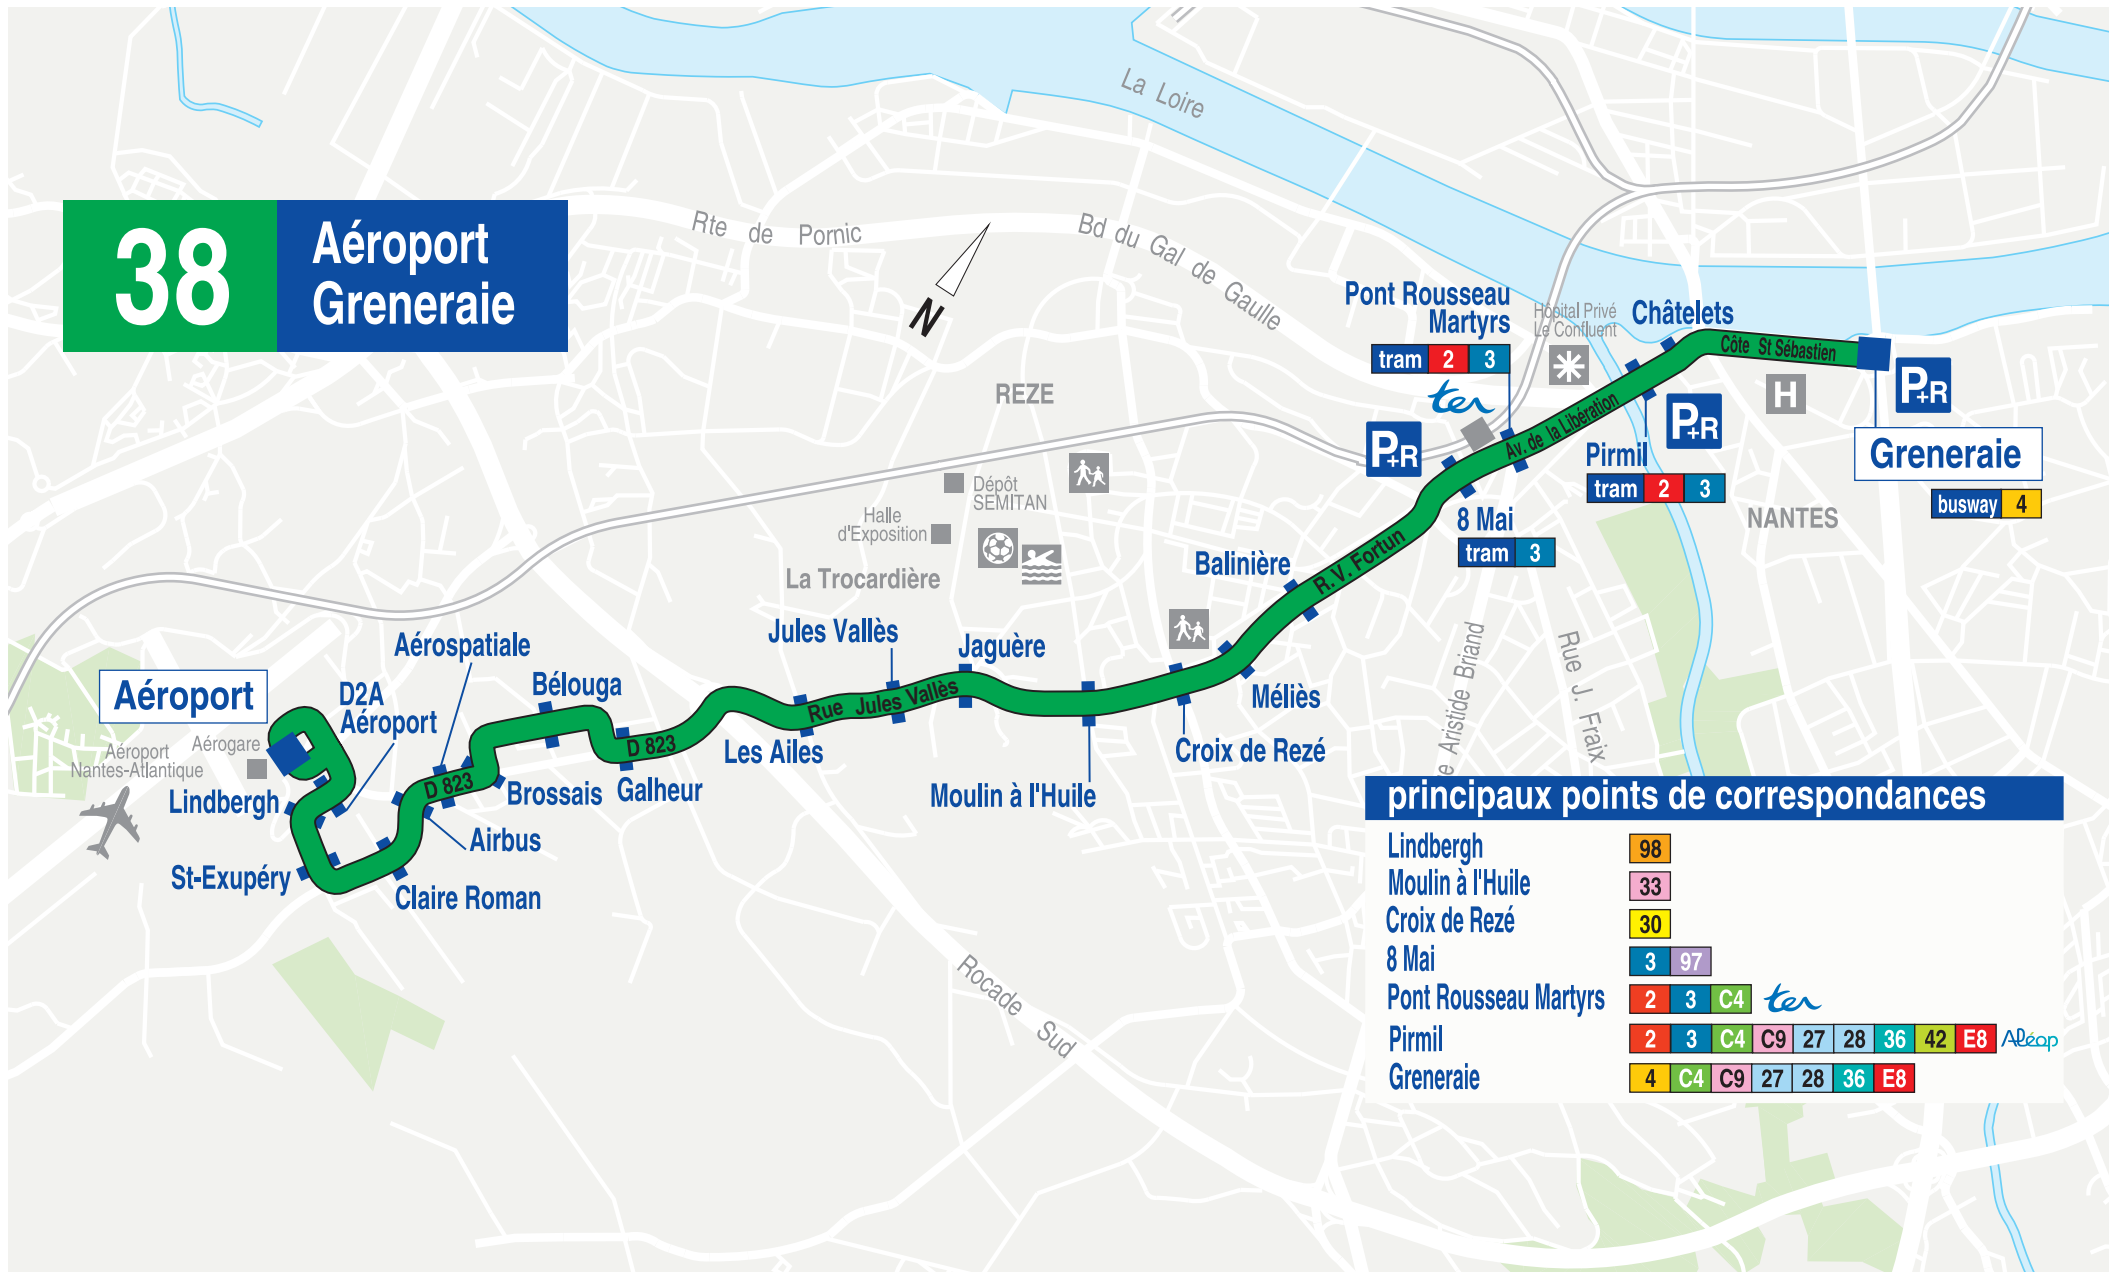 La Loire
38
Aéroport
Greneraie
Rte de Pornic
Bd du Gal de Gaulle
N
Pont Rousseau
Martyrs
tram 2 3
ter
Hôpital Privé
Le Confluent
Châtelets
Côte St Sébastien
P+R
H
P+R
P+R
REZE
Av. de la Libération
Pirmil
tram 2 3
Greneraie
busway 4
NANTES
Dépôt
SEMITAN
Halle
d'Exposition
La Trocardière
8 Mai
tram 3
R. V. Fortun
Balinière
Jules Vallès
Jaguère
Rue Jules Vallès
Méliès
Croix de Rezé
Moulin à l'Huile
Les Ailes
e Aristide Briand
Rue J. Fraix
Aérospatiale
Bélouga
D 823
Galheur
Brossais
D 823
Airbus
Claire Roman
Aéroport
D2A
Aéroport
Aérogare
Aéroport
Nantes-Atlantique
Lindbergh
St-Exupéry
Rocade Sud
principaux points de correspondances
Lindbergh 98
Moulin à l'Huile 33
Croix de Rezé 30
8 Mai 3 97
Pont Rousseau Martyrs 2 3 C4 ter
Pirmil 2 3 C4 C9 27 28 36 42 E8 Aléop
Greneraie 4 C4 C9 27 28 36 E8